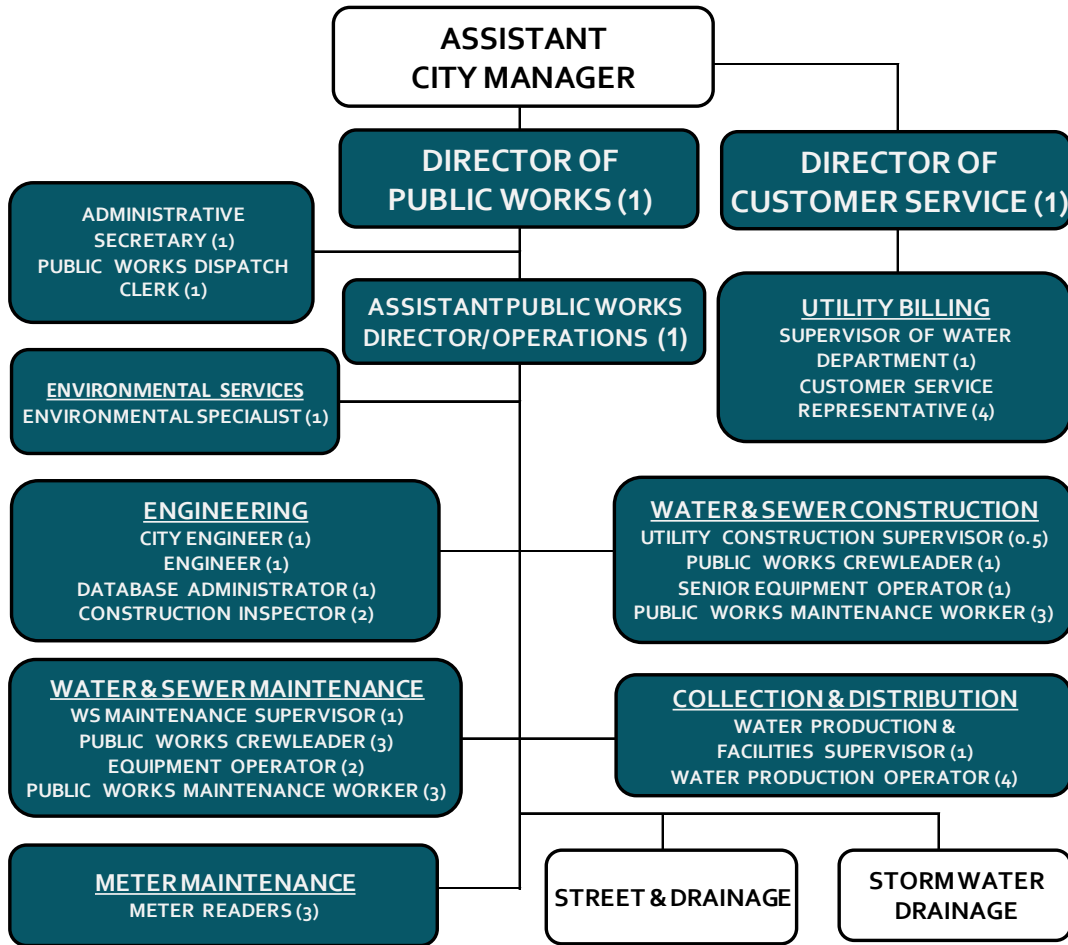 ASSISTANT
CITY MANAGER
DIRECTOR OF
PUBLIC WORKS (1)
DIRECTOR OF
CUSTOMER SERVICE (1)
ADMINISTRATIVE
SECRETARY (1)
PUBLIC WORKS DISPATCH
CLERK (1)
ASSISTANT PUBLIC WORKS
DIRECTOR/OPERATIONS (1)
UTILITY BILLING
SUPERVISOR OF WATER
DEPARTMENT (1)
CUSTOMER SERVICE
REPRESENTATIVE (4)
ENVIRONMENTAL SERVICES
ENVIRONMENTAL SPECIALIST (1)
ENGINEERING
CITY ENGINEER (1)
ENGINEER (1)
DATABASE ADMINISTRATOR (1)
CONSTRUCTION INSPECTOR (2)
WATER & SEWER CONSTRUCTION
UTILITY CONSTRUCTION SUPERVISOR (0.5)
PUBLIC WORKS CREWLEADER (1)
SENIOR EQUIPMENT OPERATOR (1)
PUBLIC WORKS MAINTENANCE WORKER (3)
WATER & SEWER MAINTENANCE
WS MAINTENANCE SUPERVISOR (1)
PUBLIC WORKS CREWLEADER (3)
EQUIPMENT OPERATOR (2)
PUBLIC WORKS MAINTENANCE WORKER (3)
COLLECTION & DISTRIBUTION
WATER PRODUCTION &
FACILITIES SUPERVISOR (1)
WATER PRODUCTION OPERATOR (4)
METER MAINTENANCE
METER READERS (3)
STREET & DRAINAGE
STORM WATER
DRAINAGE